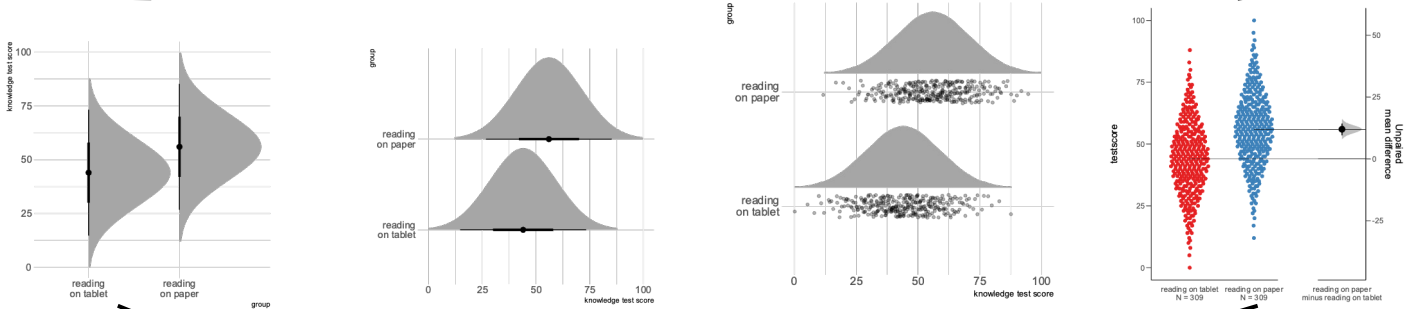 knowledge test score
100
75
50
25
0
reading
on tablet
reading
on paper
group
group
reading
on paper
reading
on tablet
0
25
50
75
100
knowledge test score
group
reading
on paper
reading
on tablet
0
25
50
75
100
knowledge test score
testscore
100
75
50
25
0
50
25
0
-25
Unpaired
mean difference
reading on tablet
N = 309
reading on paper
N = 309
reading on paper
minus reading on tablet